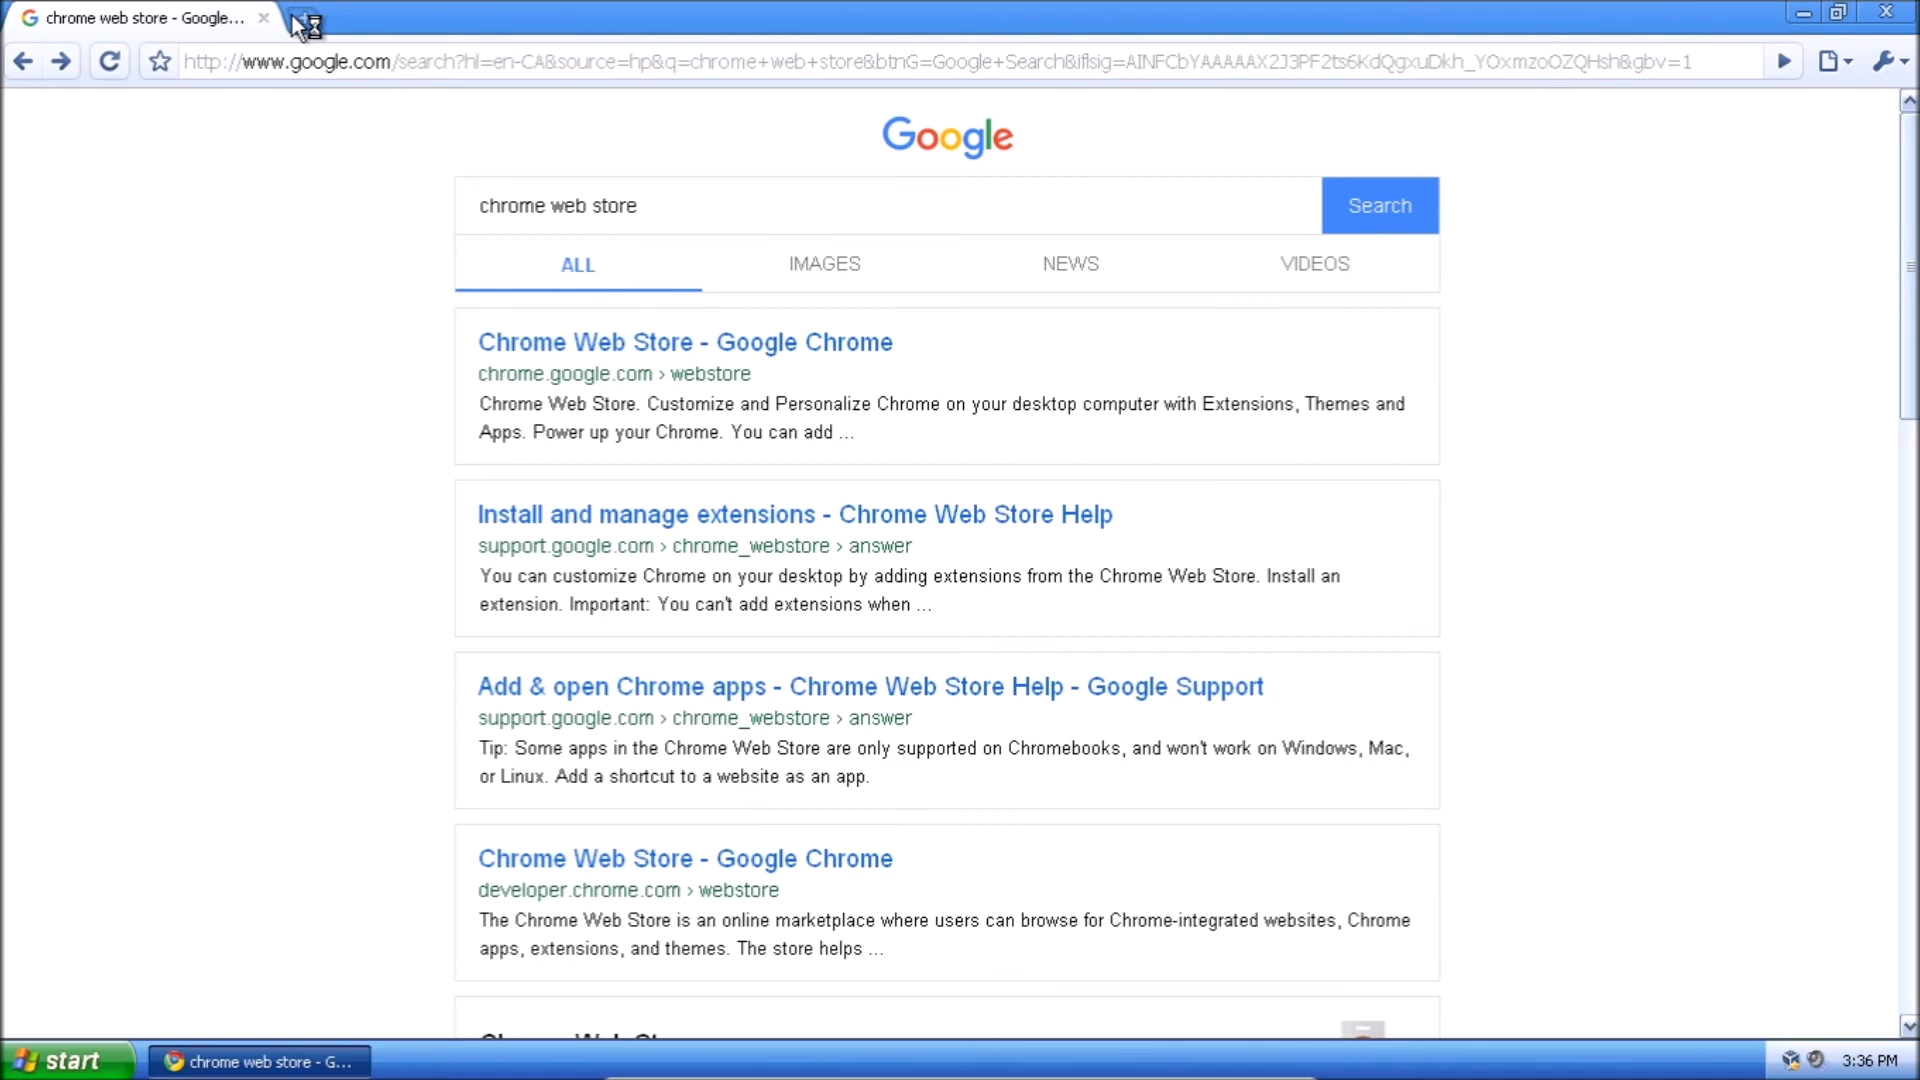 chrome web store - Google...
http://www.google.com/search?hl=en-CA&source=hp&q=chrome+web+store&btnG=Google+Search&iflsig=AINFCbYAAAAAX2J3PF2ts6KdQgxuDkh_YOxmzoOZQHsh&gbv=1
Google
chrome web store
Search
ALL
IMAGES
NEWS
VIDEOS
Chrome Web Store - Google Chrome
chrome.google.com › webstore
Chrome Web Store. Customize and Personalize Chrome on your desktop computer with Extensions, Themes and
Apps. Power up your Chrome. You can add ...
Install and manage extensions - Chrome Web Store Help
support.google.com › chrome_webstore › answer
You can customize Chrome on your desktop by adding extensions from the Chrome Web Store. Install an
extension. Important: You can't add extensions when ...
Add & open Chrome apps - Chrome Web Store Help - Google Support
support.google.com › chrome_webstore › answer
Tip: Some apps in the Chrome Web Store are only supported on Chromebooks, and won't work on Windows, Mac,
or Linux. Add a shortcut to a website as an app.
Chrome Web Store - Google Chrome
developer.chrome.com › webstore
The Chrome Web Store is an online marketplace where users can browse for Chrome-integrated websites, Chrome
apps, extensions, and themes. The store helps ...
start
chrome web store - G...
3:36 PM